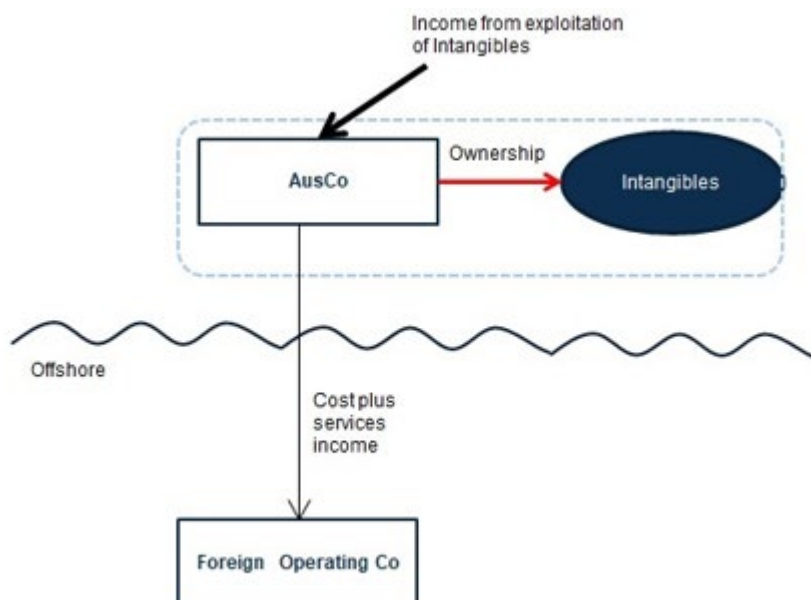 Income from exploitation
of Intangibles
Ownership
AusCo
Intangibles
Offshore
Cost plus
services
income
Foreign Operating Co